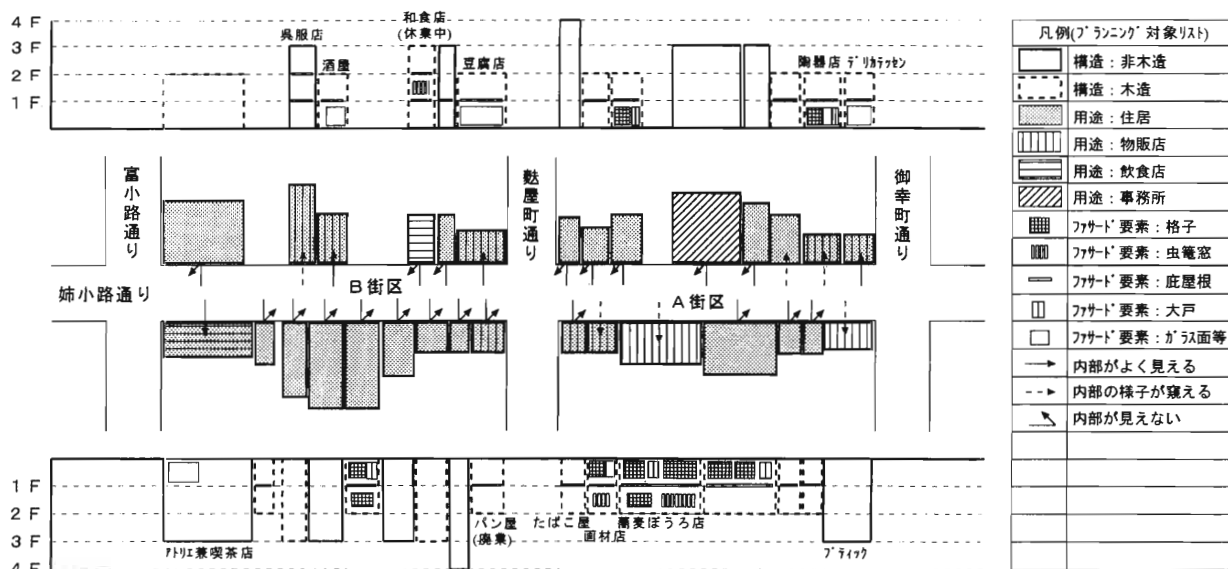 4 F
3 F
2 F
1 F
呉服店
酒屋
和食店
(休業中)
豆腐店
陶器店
デリカテッセン
富小路通り
麩屋町通り
御幸町通り
姉小路通り
B街区
A街区
1 F
2 F
3 F
4 F
アトリエ兼喫茶店
パン屋
(廃業)
たばこ屋
画材店
蕎麦ぼうろ店
ブティック
凡例(プランニング対象リスト)
構造：非木造
構造：木造
用途：住居
用途：物販店
用途：飲食店
用途：事務所
ファサード要素：格子
ファサード要素：虫篭窓
ファサード要素：庇屋根
ファサード要素：大戸
ファサード要素：ガラス面等
内部がよく見える
内部の様子が窺える
内部が見えない